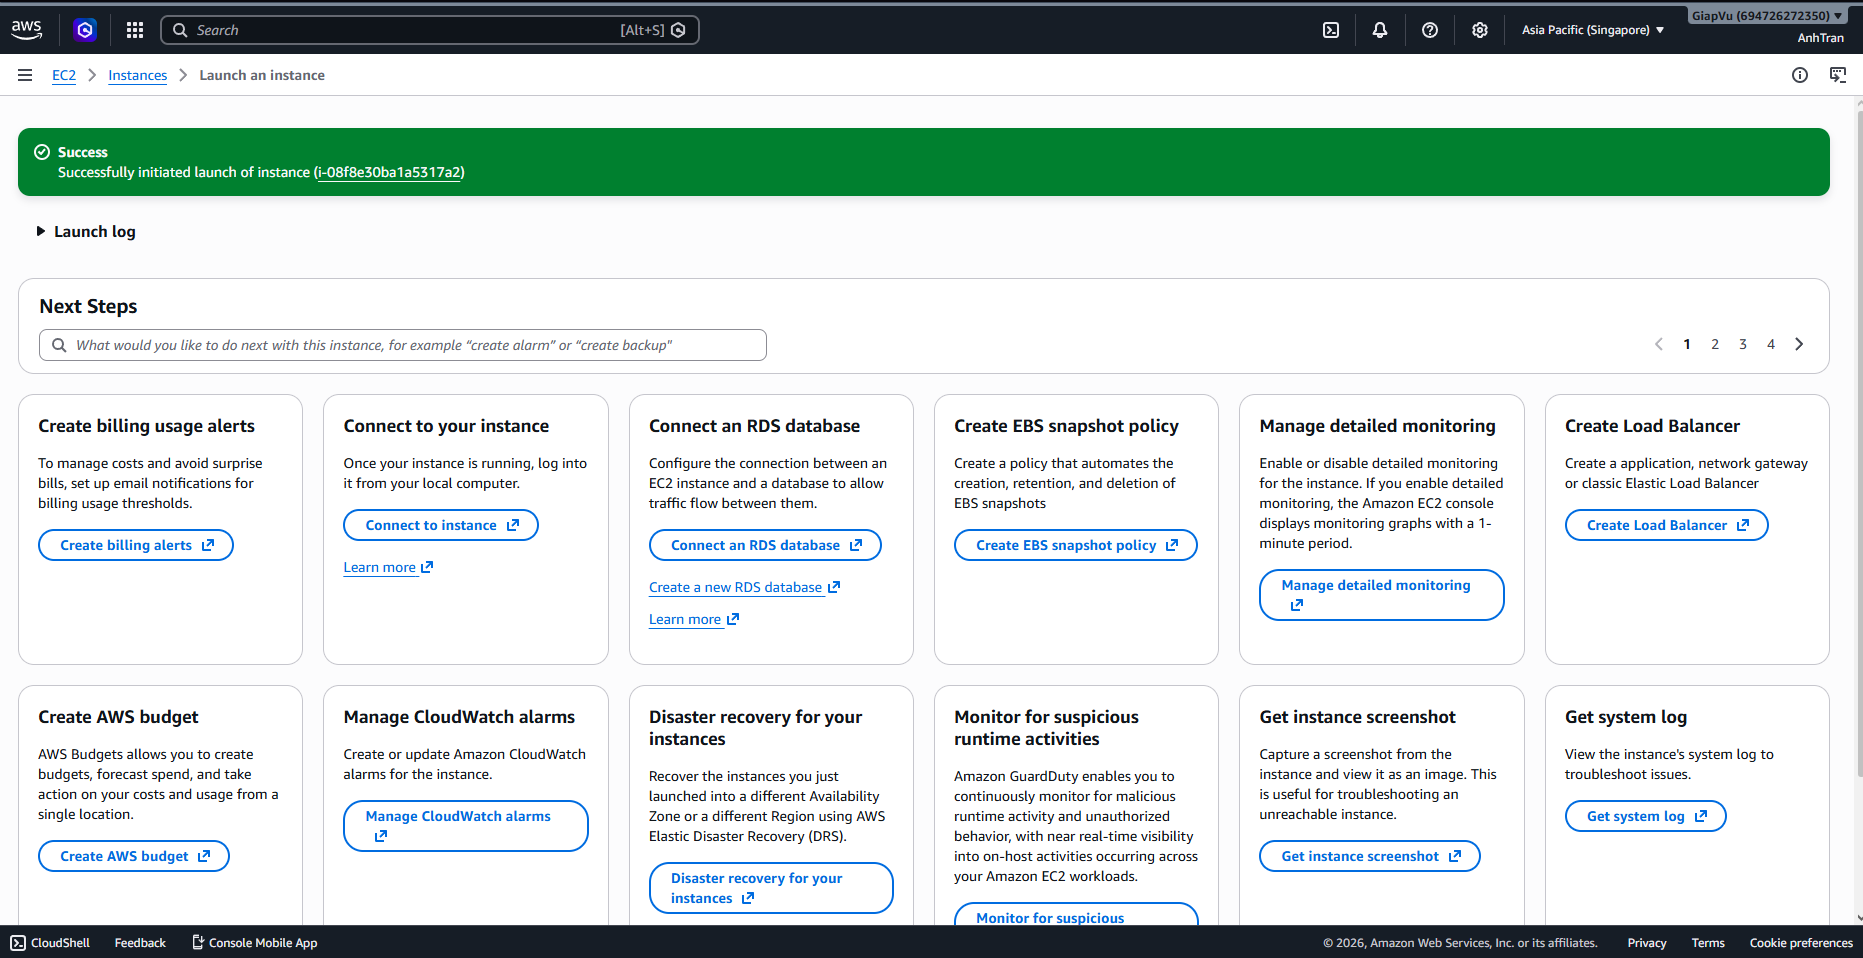 aws
Search
[Alt+S]
Asia Pacific (Singapore)
GiapVu (694726272350)
AnhTran
EC2
Instances
Launch an instance
Success
Successfully initiated launch of instance (i-08f8e30ba1a5317a2)
Launch log
Next Steps
What would you like to do next with this instance, for example “create alarm” or “create backup”
1 2 3 4
Create billing usage alerts
To manage costs and avoid surprise
bills, set up email notifications for
billing usage thresholds.
Create billing alerts
Connect to your instance
Once your instance is running, log into
it from your local computer.
Connect to instance
Learn more
Connect an RDS database
Configure the connection between an
EC2 instance and a database to allow
traffic flow between them.
Connect an RDS database
Create a new RDS database
Learn more
Create EBS snapshot policy
Create a policy that automates the
creation, retention, and deletion of
EBS snapshots
Create EBS snapshot policy
Manage detailed monitoring
Enable or disable detailed monitoring
for the instance. If you enable detailed
monitoring, the Amazon EC2 console
displays monitoring graphs with a 1-
minute period.
Manage detailed monitoring
Create Load Balancer
Create a application, network gateway
or classic Elastic Load Balancer
Create Load Balancer
Create AWS budget
AWS Budgets allows you to create
budgets, forecast spend, and take
action on your costs and usage from a
single location.
Create AWS budget
Manage CloudWatch alarms
Create or update Amazon CloudWatch
alarms for the instance.
Manage CloudWatch alarms
Disaster recovery for your
instances
Recover the instances you just
launched into a different Availability
Zone or a different Region using AWS
Elastic Disaster Recovery (DRS).
Disaster recovery for your
instances
Monitor for suspicious
runtime activities
Amazon GuardDuty enables you to
continuously monitor for malicious
runtime activity and unauthorized
behavior, with near real-time visibility
into on-host activities occurring across
your Amazon EC2 workloads.
Monitor for suspicious
Get instance screenshot
Capture a screenshot from the
instance and view it as an image. This
is useful for troubleshooting an
unreachable instance.
Get instance screenshot
Get system log
View the instance's system log to
troubleshoot issues.
Get system log
CloudShell
Feedback
Console Mobile App
© 2026, Amazon Web Services, Inc. or its affiliates.
Privacy
Terms
Cookie preferences